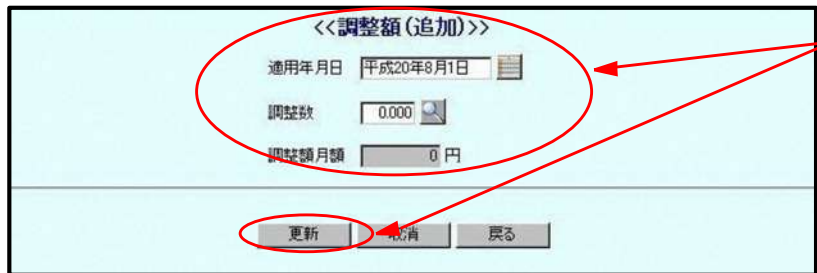 <<調整額(追加)>>
適用年月日 平成20年8月1日
調整数 0.000
調整額月額 0 円
更新 取消 戻る